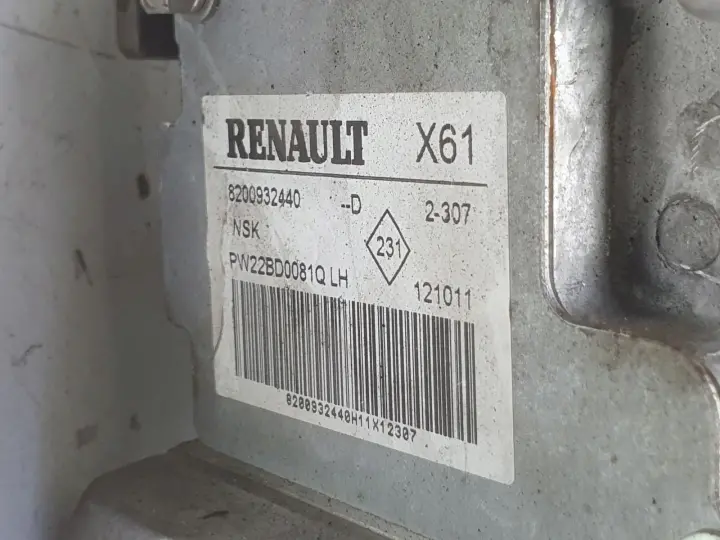 RENAULT X61
8200932440 --D 2-307
NSK
231
PW22BD0081Q LH 121011
8200932440H11X12307